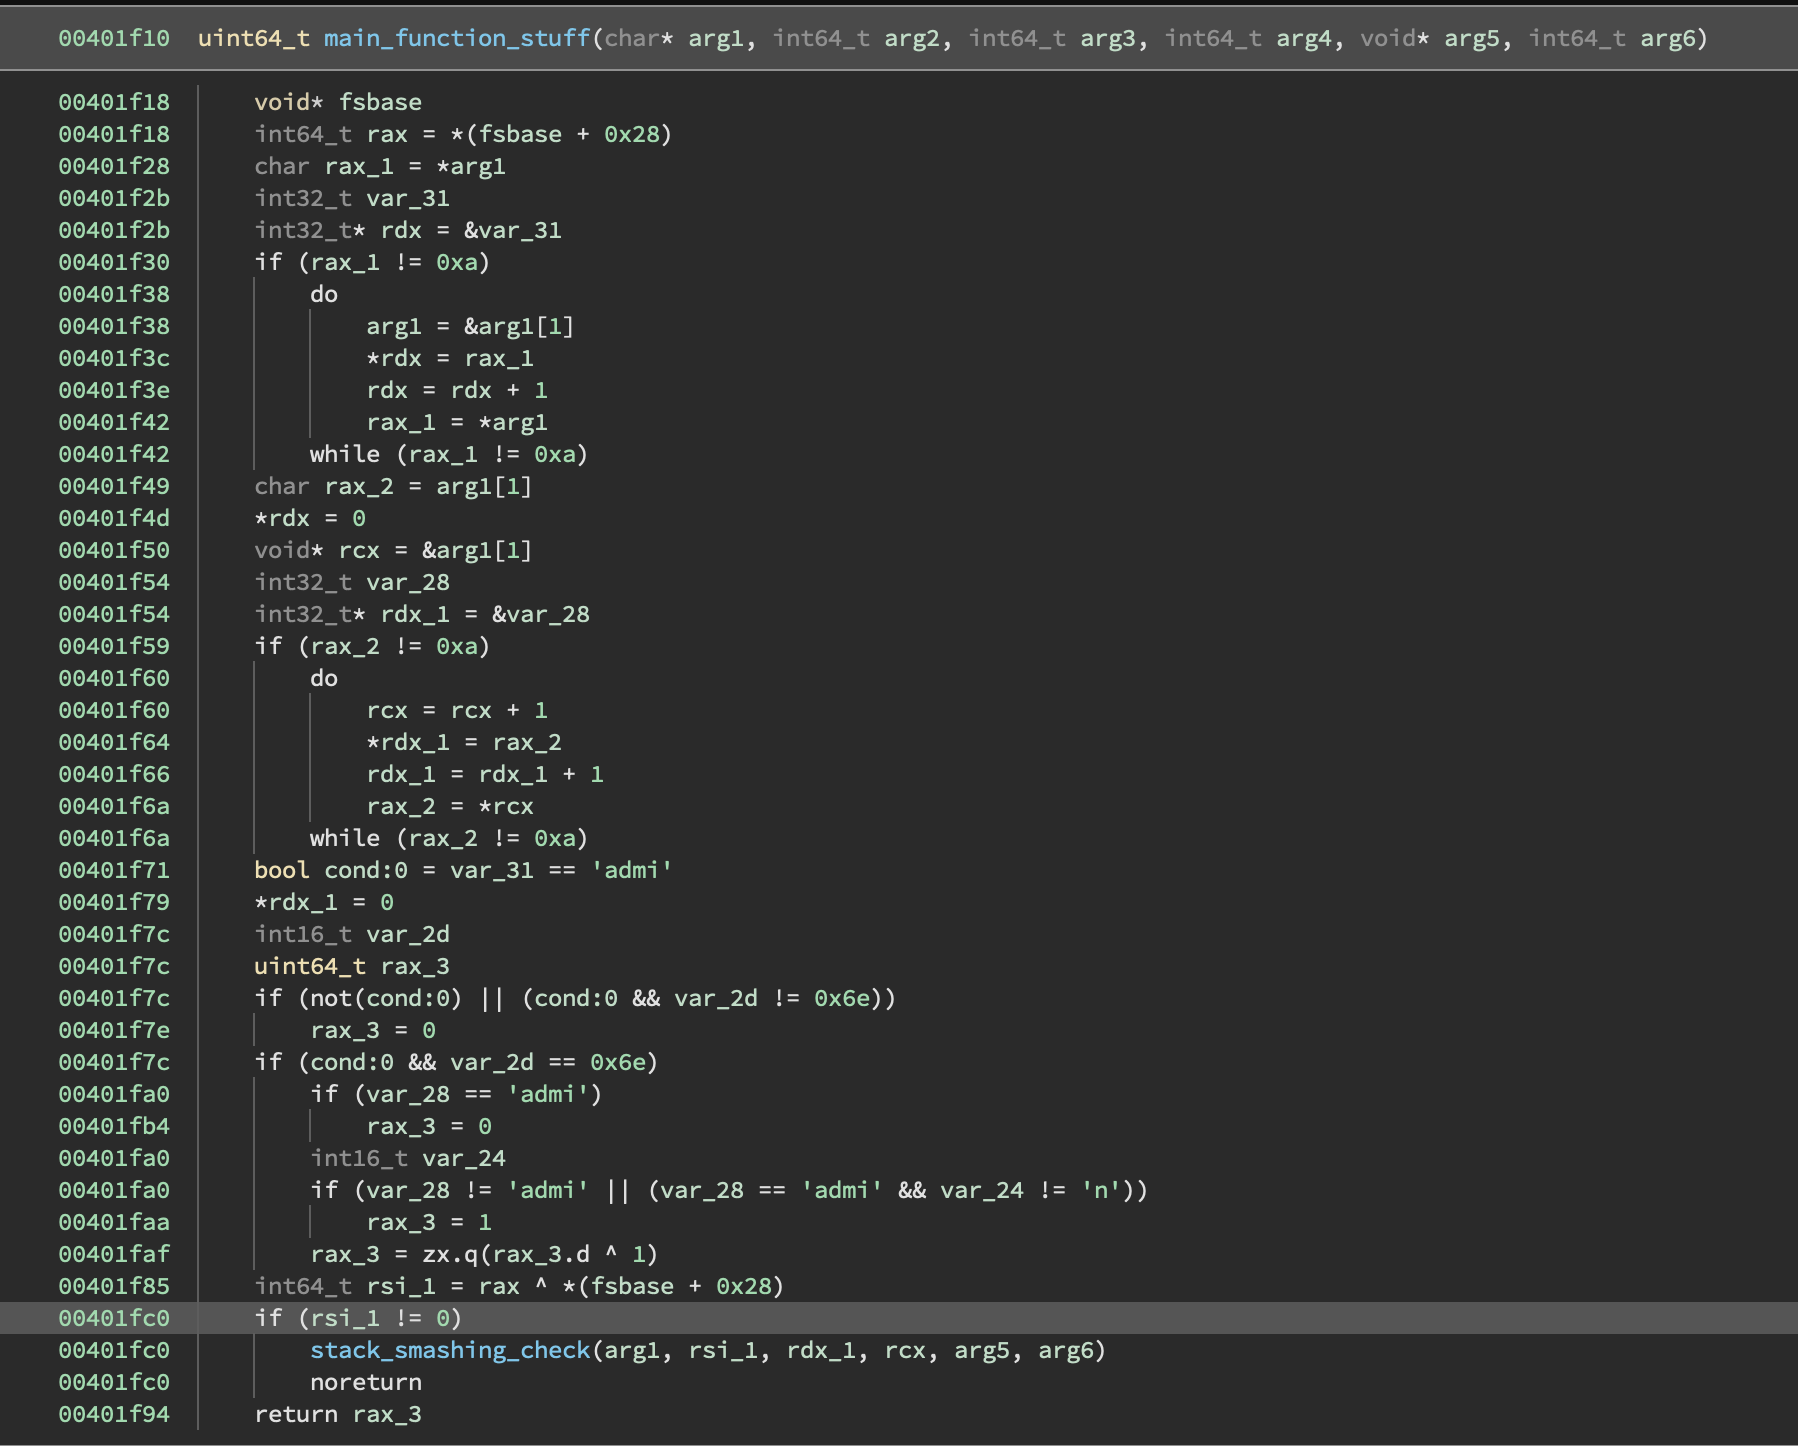 00401f10 uint64_t main_function_stuff(char* arg1, int64_t arg2, int64_t arg3, int64_t arg4, void* arg5, int64_t arg6)
00401f18 void* fsbase
00401f18 int64_t rax = *(fsbase + 0x28)
00401f28 char rax_1 = *arg1
00401f2b int32_t var_31
00401f2b int32_t* rdx = &var_31
00401f30 if (rax_1 != 0xa)
00401f38 do
00401f38 arg1 = &arg1[1]
00401f3c *rdx = rax_1
00401f3e rdx = rdx + 1
00401f42 rax_1 = *arg1
00401f42 while (rax_1 != 0xa)
00401f49 char rax_2 = arg1[1]
00401f4d *rdx = 0
00401f50 void* rcx = &arg1[1]
00401f54 int32_t var_28
00401f54 int32_t* rdx_1 = &var_28
00401f59 if (rax_2 != 0xa)
00401f60 do
00401f60 rcx = rcx + 1
00401f64 *rdx_1 = rax_2
00401f66 rdx_1 = rdx_1 + 1
00401f6a rax_2 = *rcx
00401f6a while (rax_2 != 0xa)
00401f71 bool cond:0 = var_31 == 'admi'
00401f79 *rdx_1 = 0
00401f7c int16_t var_2d
00401f7c uint64_t rax_3
00401f7c if (not(cond:0) || (cond:0 && var_2d != 0x6e))
00401f7e rax_3 = 0
00401f7c if (cond:0 && var_2d == 0x6e)
00401fa0 if (var_28 == 'admi')
00401fb4 rax_3 = 0
00401fa0 int16_t var_24
00401fa0 if (var_28 != 'admi' || (var_28 == 'admi' && var_24 != 'n'))
00401faa rax_3 = 1
00401faf rax_3 = zx.q(rax_3.d ^ 1)
00401f85 int64_t rsi_1 = rax ^ *(fsbase + 0x28)
00401fc0 if (rsi_1 != 0)
00401fc0 stack_smashing_check(arg1, rsi_1, rdx_1, rcx, arg5, arg6)
00401fc0 noreturn
00401f94 return rax_3